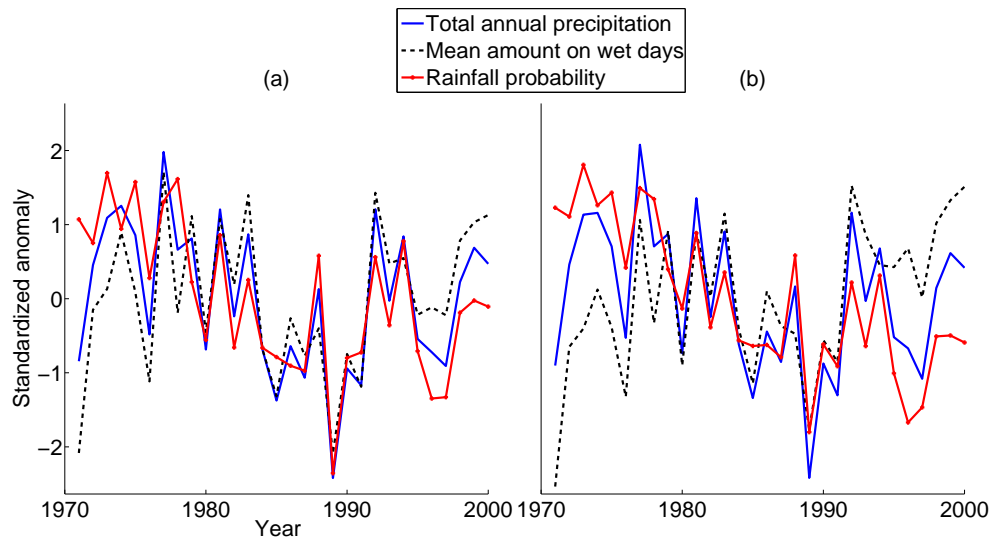 Total annual precipitation
Mean amount on wet days
Rainfall probability
(a)
(b)
Standardized anomaly
2
1
0
−1
−2
1970
1980
1990
2000
1970
1980
1990
2000
Year